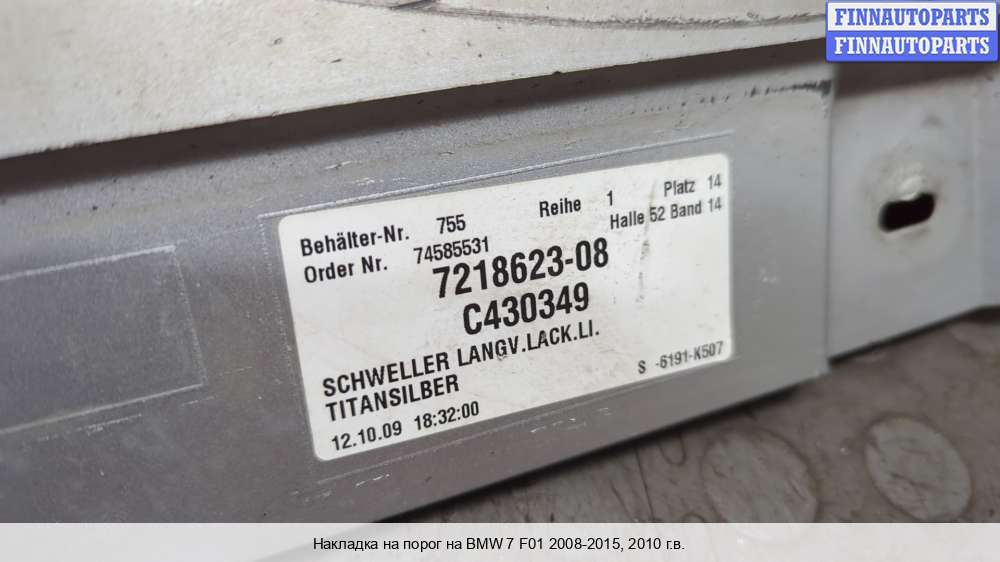 FINNAUTOPARTS
FINNAUTOPARTS
Behälter-Nr. 755 Reihe 1 Platz 14
Order Nr. 74585531 Halle 52 Band 14
7218623-08
C430349
SCHWELLER LANGV.LACK.LI.
TITANSILBER
12.10.09 18:32:00 S -6191-K507
Накладка на порог на BMW 7 F01 2008-2015, 2010 г.в.